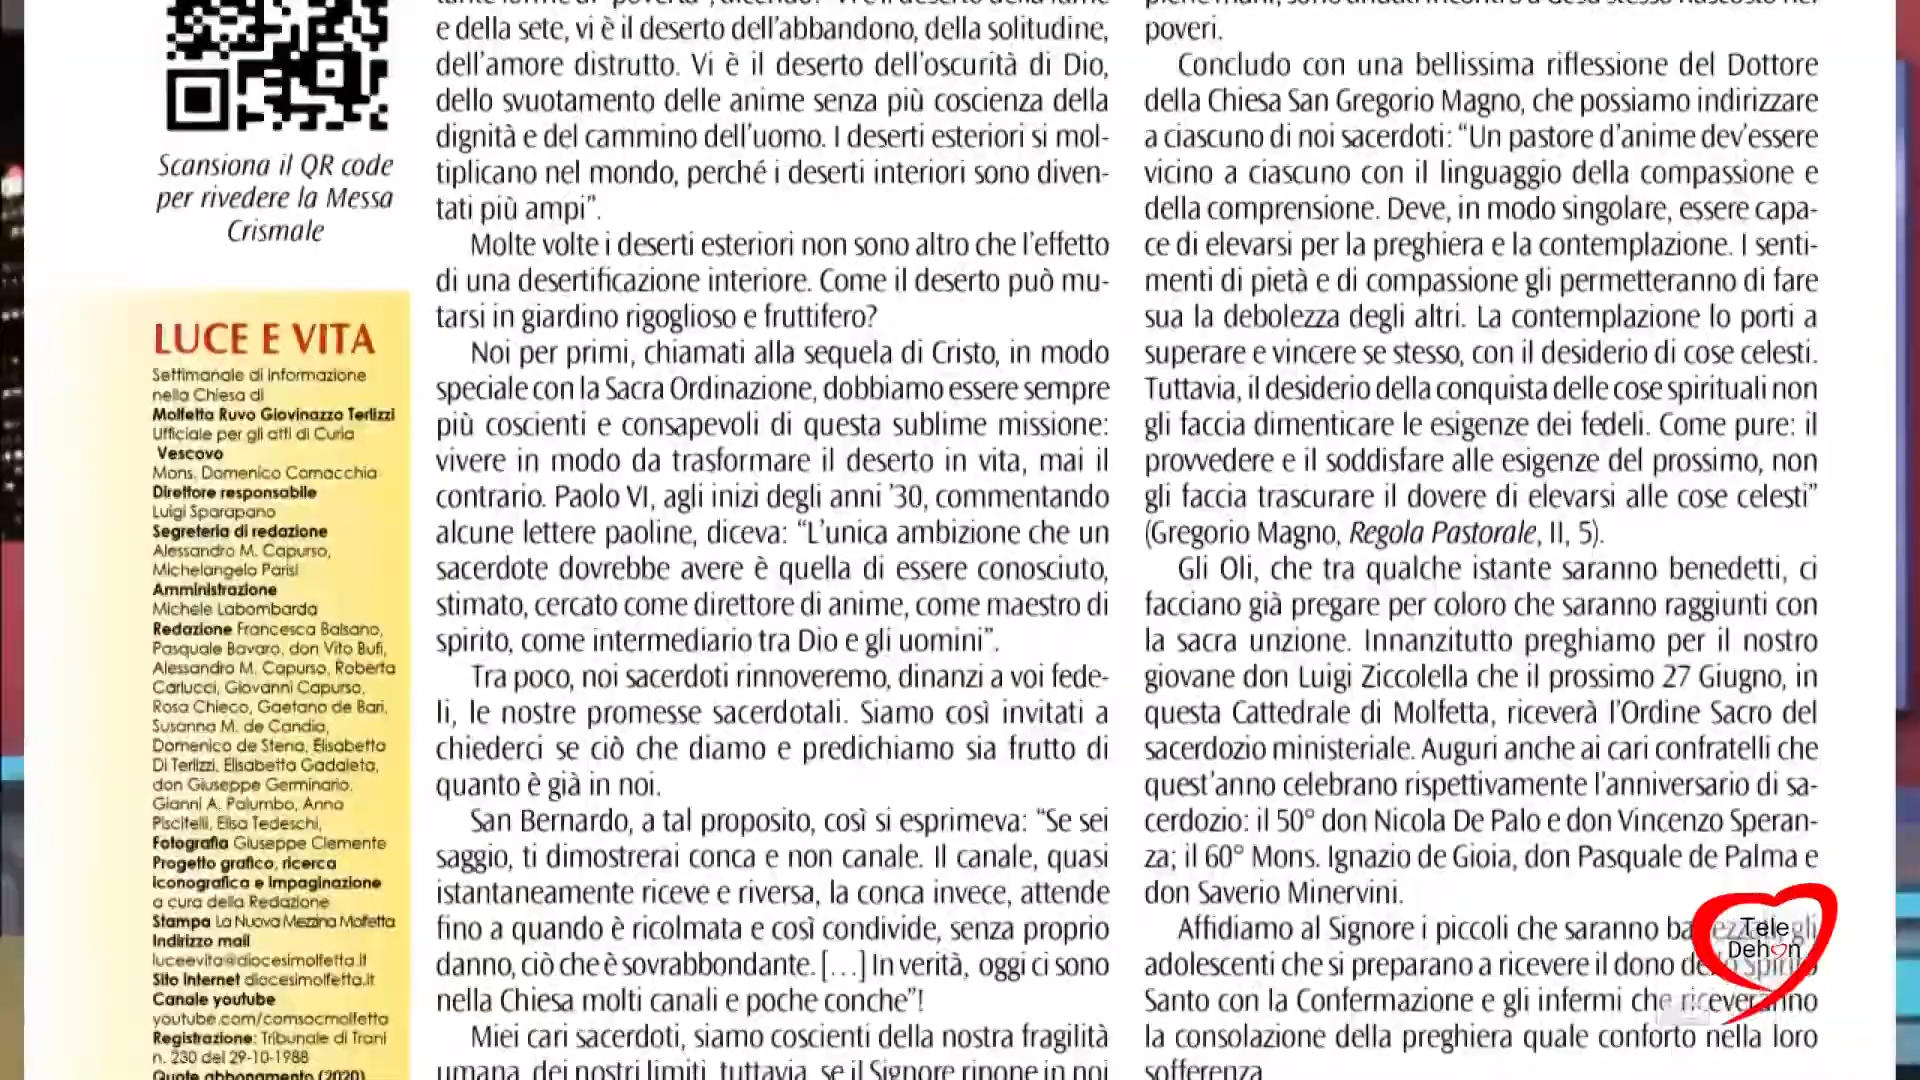 Scansiona il QR code
per rivedere la Messa
Crismale
LUCE E VITA
Settimanale di informazione
nella Chiesa di
Molfetta Ruvo Giovinazzo Terlizzi
Ufficiale per gli atti di Curia
Vescovo
Mons. Domenico Cornacchia
Direttore responsabile
Luigi Sparapano
Segreteria di redazione
Alessandro M. Capurso,
Michelangelo Parisi
Amministrazione
Michele Labombarda
Redazione Francesca Balsano,
Pasquale Bavaro, don Vito Bufi,
Alessandro M. Capurso, Roberta
Carlucci, Giovanni Capurso,
Rosa Chieco, Gaetano de Bari,
Susanna M. de Candia,
Domenico de Stena, Elisabetta
Di Terlizzi, Elisabetta Gadaleta,
don Giuseppe Germinario,
Gianni A. Palumbo, Anna
Piscitelli, Elisa Tedeschi,
Fotografia Giuseppe Clemente
Progetto grafico, ricerca
iconografica e impaginazione
a cura della Redazione
Stampa La Nuova Mezzina Molfetta
Indirizzo mail
luceevita@diocesimolfetta.it
Sito internet diocesimolfetta.it
Canale youtube
youtube.com/comsocmolfetta
Registrazione: Tribunale di Trani
n. 230 del 29-10-1988
Quote abbonamento (2020)
e della sete, vi è il deserto dell'abbandono, della solitudine,
dell'amore distrutto. Vi è il deserto dell'oscurità di Dio,
dello svuotamento delle anime senza più coscienza della
dignità e del cammino dell'uomo. I deserti esteriori si mol-
tiplicano nel mondo, perché i deserti interiori sono diven-
tati più ampi”.
Molte volte i deserti esteriori non sono altro che l'effetto
di una desertificazione interiore. Come il deserto può mu-
tarsi in giardino rigoglioso e fruttifero?
Noi per primi, chiamati alla sequela di Cristo, in modo
speciale con la Sacra Ordinazione, dobbiamo essere sempre
più coscienti e consapevoli di questa sublime missione:
vivere in modo da trasformare il deserto in vita, mai il
contrario. Paolo VI, agli inizi degli anni '30, commentando
alcune lettere paoline, diceva: “L'unica ambizione che un
sacerdote dovrebbe avere è quella di essere conosciuto,
stimato, cercato come direttore di anime, come maestro di
spirito, come intermediario tra Dio e gli uomini”.
Tra poco, noi sacerdoti rinnoveremo, dinanzi a voi fede-
li, le nostre promesse sacerdotali. Siamo così invitati a
chiederci se ciò che diamo e predichiamo sia frutto di
quanto è già in noi.
San Bernardo, a tal proposito, così si esprimeva: “Se sei
saggio, ti dimostrerai conca e non canale. Il canale, quasi
istantaneamente riceve e riversa, la conca invece, attende
fino a quando è ricolmata e così condivide, senza proprio
danno, ciò che è sovrabbondante. […] In verità, oggi ci sono
nella Chiesa molti canali e poche conche”!
Miei cari sacerdoti, siamo coscienti della nostra fragilità
umana, dei nostri limiti, tuttavia, se il Signore ripone in noi
poveri.
Concludo con una bellissima riflessione del Dottore
della Chiesa San Gregorio Magno, che possiamo indirizzare
a ciascuno di noi sacerdoti: “Un pastore d'anime dev'essere
vicino a ciascuno con il linguaggio della compassione e
della comprensione. Deve, in modo singolare, essere capa-
ce di elevarsi per la preghiera e la contemplazione. I senti-
menti di pietà e di compassione gli permetteranno di fare
sua la debolezza degli altri. La contemplazione lo porti a
superare e vincere se stesso, con il desiderio di cose celesti.
Tuttavia, il desiderio della conquista delle cose spirituali non
gli faccia dimenticare le esigenze dei fedeli. Come pure: il
provvedere e il soddisfare alle esigenze del prossimo, non
gli faccia trascurare il dovere di elevarsi alle cose celesti”
(Gregorio Magno, Regola Pastorale, II, 5).
Gli Oli, che tra qualche istante saranno benedetti, ci
facciano già pregare per coloro che saranno raggiunti con
la sacra unzione. Innanzitutto preghiamo per il nostro
giovane don Luigi Ziccolella che il prossimo 27 Giugno, in
questa Cattedrale di Molfetta, riceverà l'Ordine Sacro del
sacerdozio ministeriale. Auguri anche ai cari confratelli che
quest'anno celebrano rispettivamente l'anniversario di sa-
cerdozio: il 50° don Nicola De Palo e don Vincenzo Speran-
za; il 60° Mons. Ignazio de Gioia, don Pasquale de Palma e
don Saverio Minervini.
Affidiamo al Signore i piccoli che saranno battezzati, gli
adolescenti che si preparano a ricevere il dono dello Spirito
Santo con la Confermazione e gli infermi che riceveranno
la consolazione della preghiera quale conforto nella loro
sofferenza
Tele
Dehon